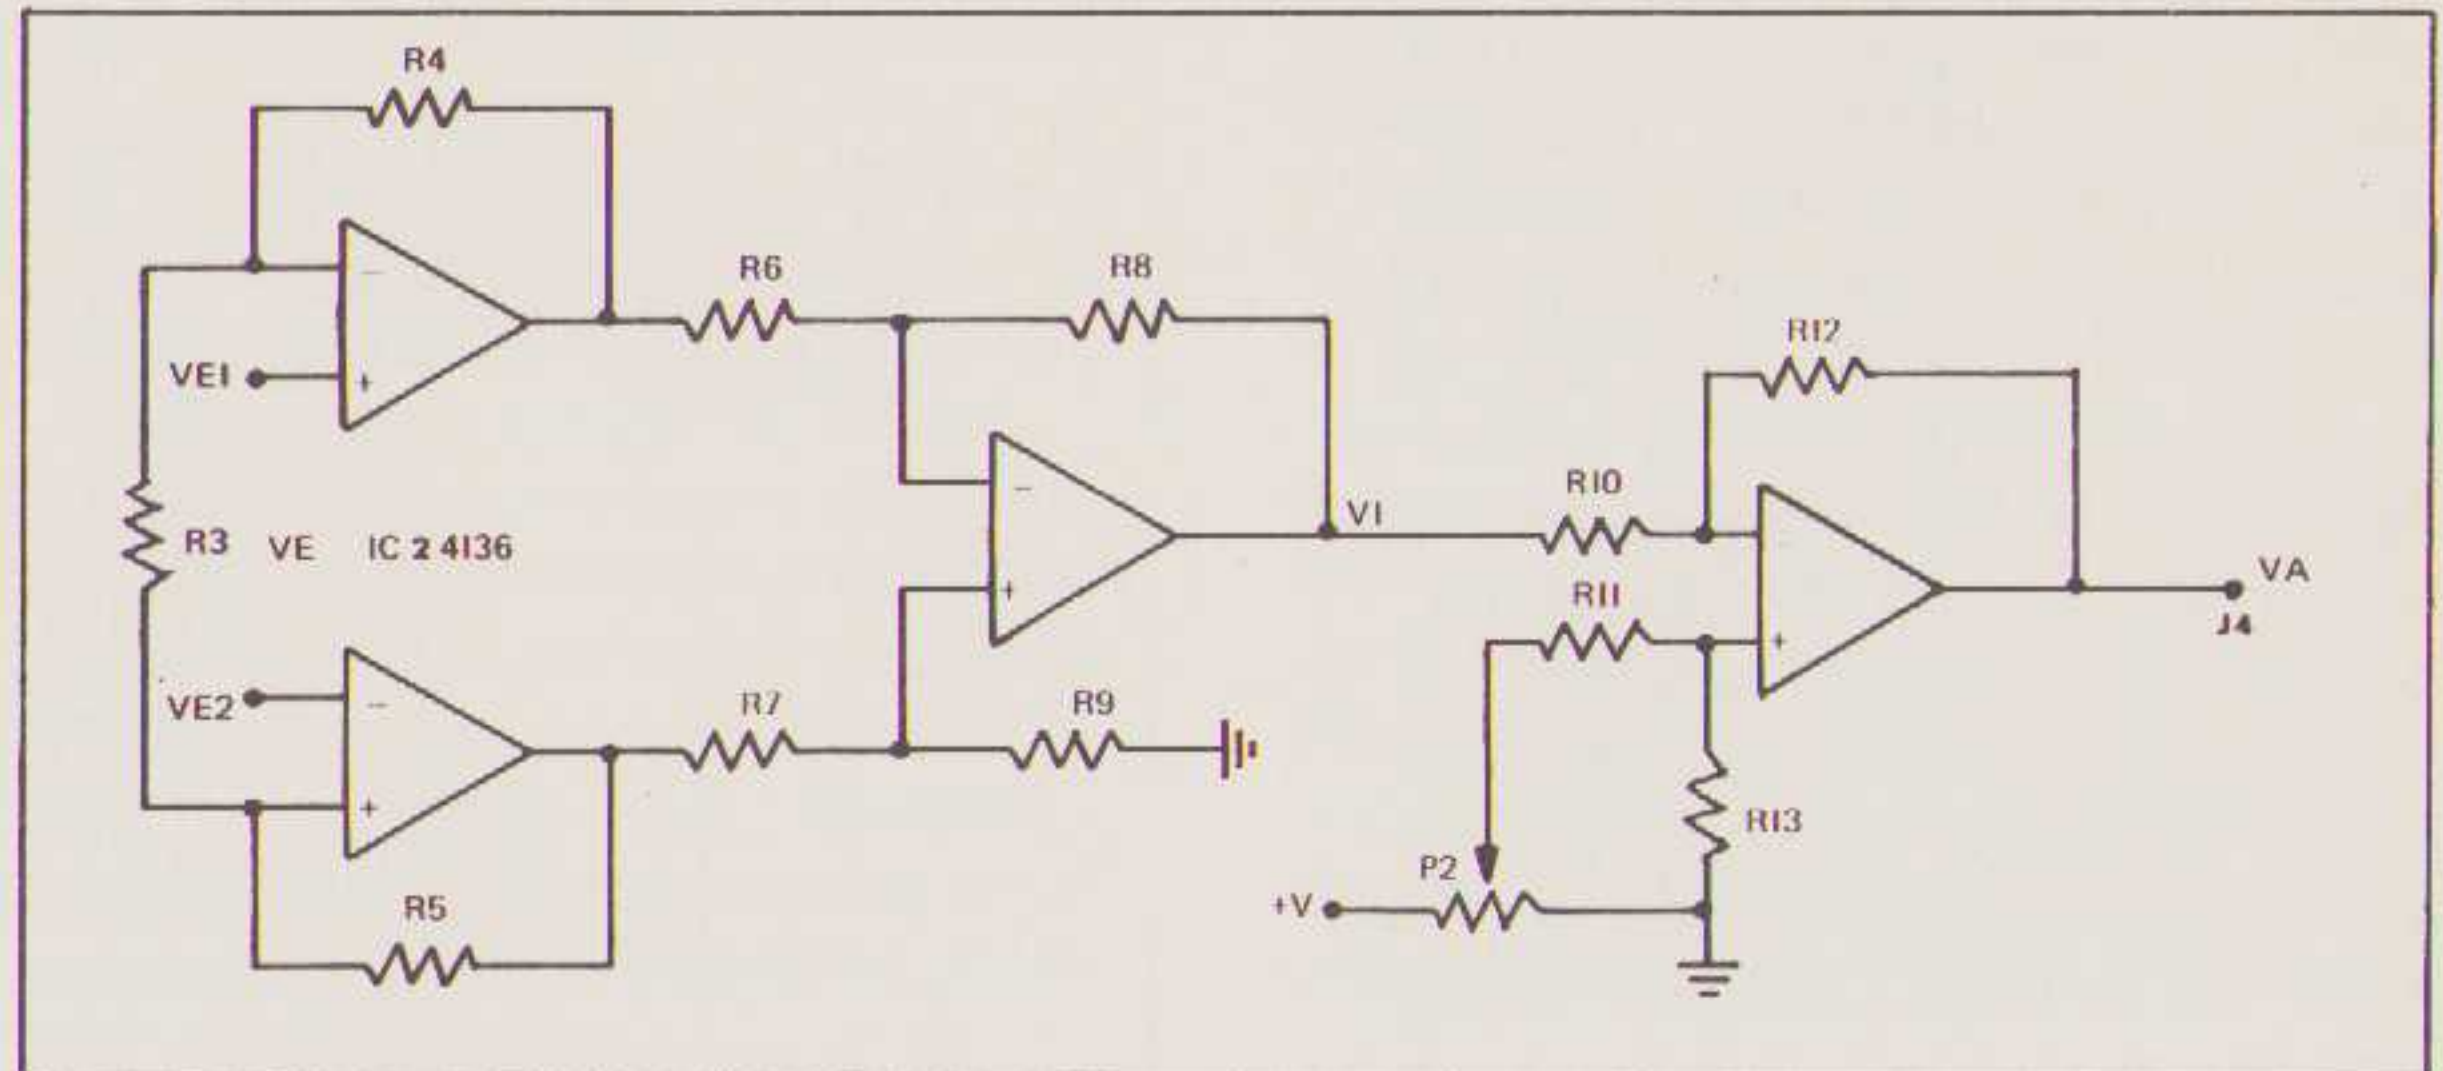 R4
R6
R8
R12
VE1
+
R10
VI
R3 VE IC 2 4136
R11
VA
J4
+
+
VE2
R7
R9
+
R13
P2
+V
R5